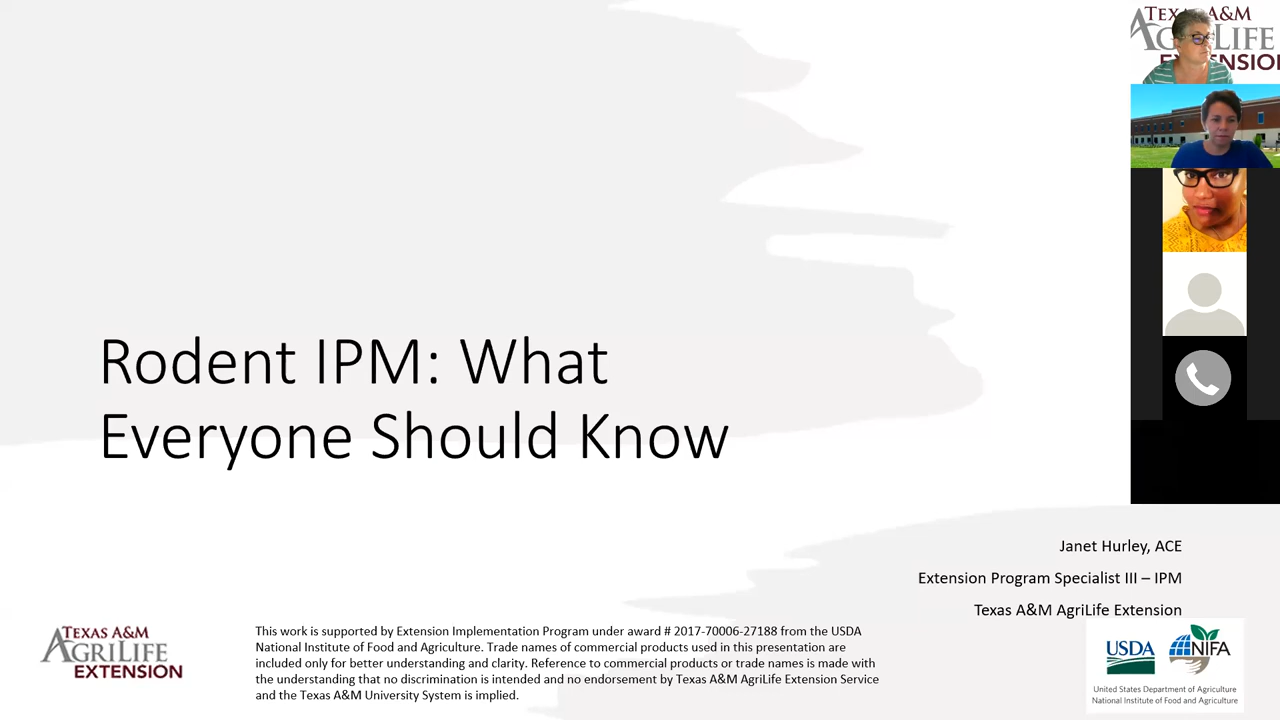 TEXAS A&M
AGRILIFE
EXTENSION
Rodent IPM: What
Everyone Should Know
Janet Hurley, ACE
Extension Program Specialist III – IPM
Texas A&M AgriLife Extension
TEXAS A&M
AGRILIFE
EXTENSION
This work is supported by Extension Implementation Program under award # 2017-70006-27188 from the USDA
National Institute of Food and Agriculture. Trade names of commercial products used in this presentation are
included only for better understanding and clarity. Reference to commercial products or trade names is made with
the understanding that no discrimination is intended and no endorsement by Texas A&M AgriLife Extension Service
and the Texas A&M University System is implied.
USDA NIFA
United States Department of Agriculture
National Institute of Food and Agriculture